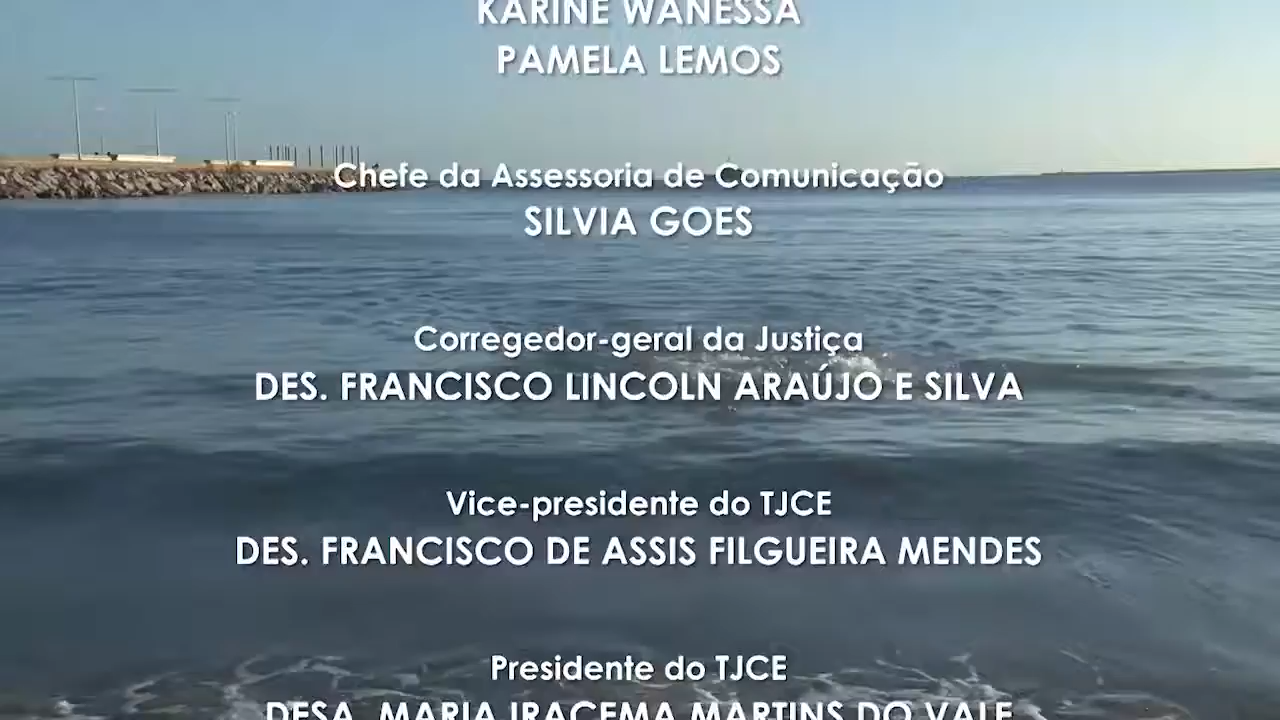 KARINE WANESSA
PAMELA LEMOS
Chefe da Assessoria de Comunicação
SILVIA GOES
Corregedor-geral da Justiça
DES. FRANCISCO LINCOLN ARAÚJO E SILVA
Vice-presidente do TJCE
DES. FRANCISCO DE ASSIS FILGUEIRA MENDES
Presidente do TJCE
DESA. MARIA IRACEMA MARTINS DO VALE